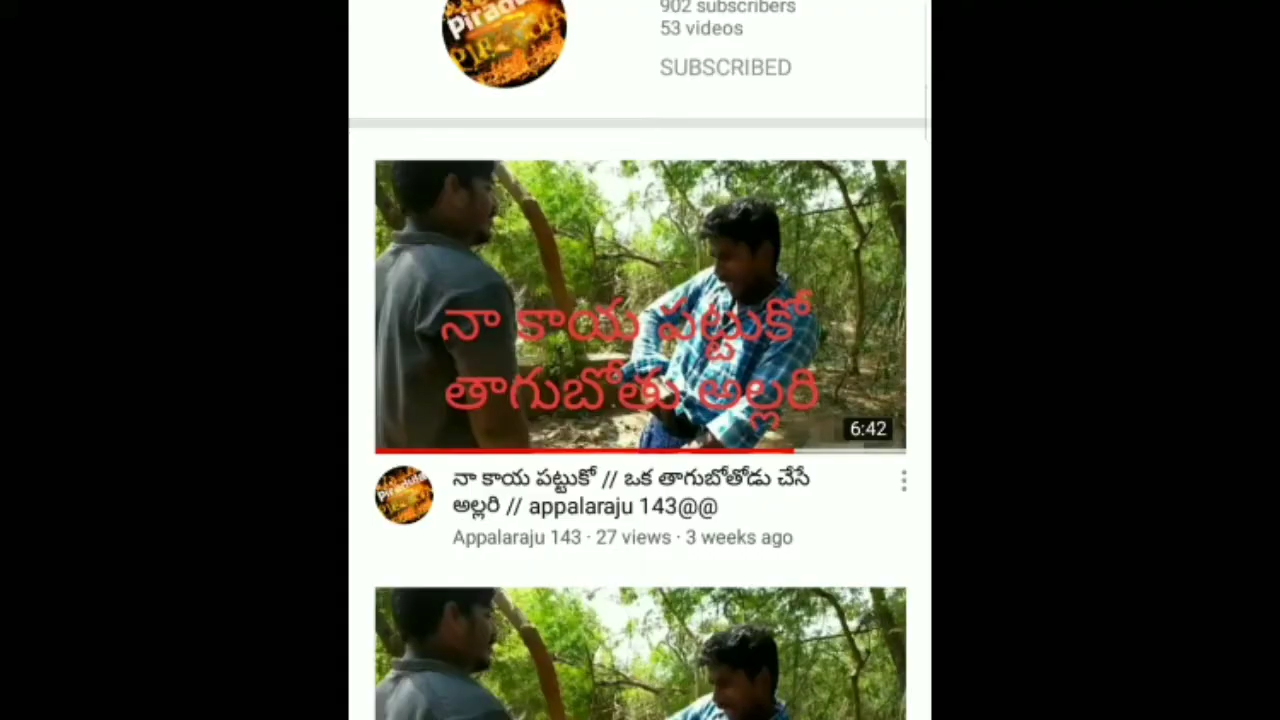 902 subscribers
53 videos
SUBSCRIBED
నా కాయ పట్టుకో
తాగుబోతు అల్లరి
6:42
నా కాయ పట్టుకో // ఒక తాగుబోతోడు చేసే
అల్లరి // appalaraju 143@@
Appalaraju 143 · 27 views · 3 weeks ago